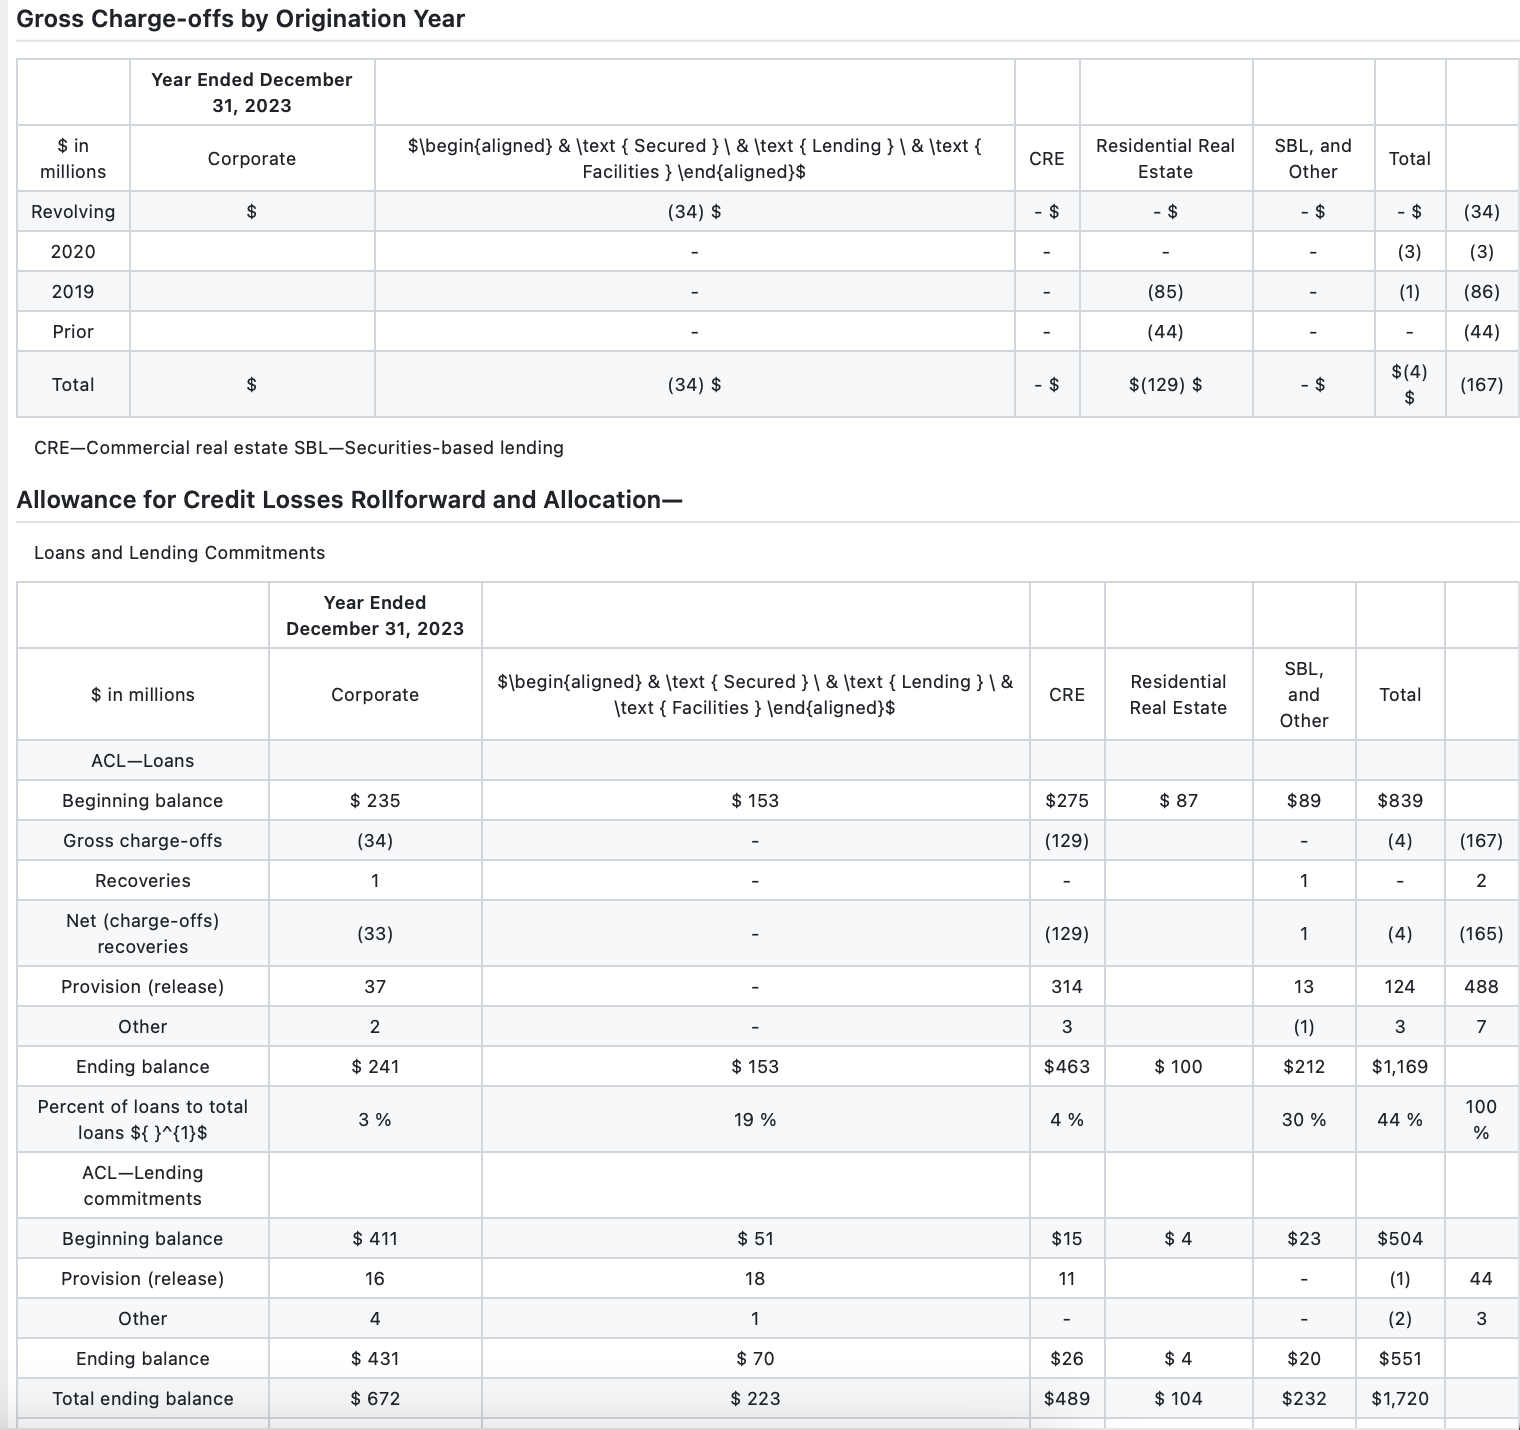 Gross Charge-offs by Origination Year
Year Ended December
31, 2023
$ in
millions
Corporate
$\begin{aligned} & \text { Secured } \ & \text { Lending } \ & \text {
Facilities } \end{aligned}$
CRE
Residential Real
Estate
SBL, and
Other
Total
Revolving $ (34) $ - $ - $ - $ - $ (34)
2020 - - - - (3) (3)
2019 - - (85) - (1) (86)
Prior - - (44) - - (44)
Total $ (34) $ - $ $(129) $ - $ $(4)
$ (167)
CRE—Commercial real estate SBL—Securities-based lending
Allowance for Credit Losses Rollforward and Allocation—
Loans and Lending Commitments
Year Ended
December 31, 2023
$ in millions
Corporate
$\begin{aligned} & \text { Secured } \ & \text { Lending } \ &
\text { Facilities } \end{aligned}$
CRE
Residential
Real Estate
SBL,
and
Other
Total
ACL—Loans
Beginning balance $ 235 $ 153 $275 $ 87 $89 $839
Gross charge-offs (34) - (129) - (4) (167)
Recoveries 1 - - 1 - 2
Net (charge-offs)
recoveries (33) - (129) 1 (4) (165)
Provision (release) 37 - 314 13 124 488
Other 2 - 3 (1) 3 7
Ending balance $ 241 $ 153 $463 $ 100 $212 $1,169
Percent of loans to total
loans ${ }^{1}$ 3 % 19 % 4 % 30 % 44 % 100
%
ACL—Lending
commitments
Beginning balance $ 411 $ 51 $15 $ 4 $23 $504
Provision (release) 16 18 11 - (1) 44
Other 4 1 - - (2) 3
Ending balance $ 431 $ 70 $26 $ 4 $20 $551
Total ending balance $ 672 $ 223 $489 $ 104 $232 $1,720